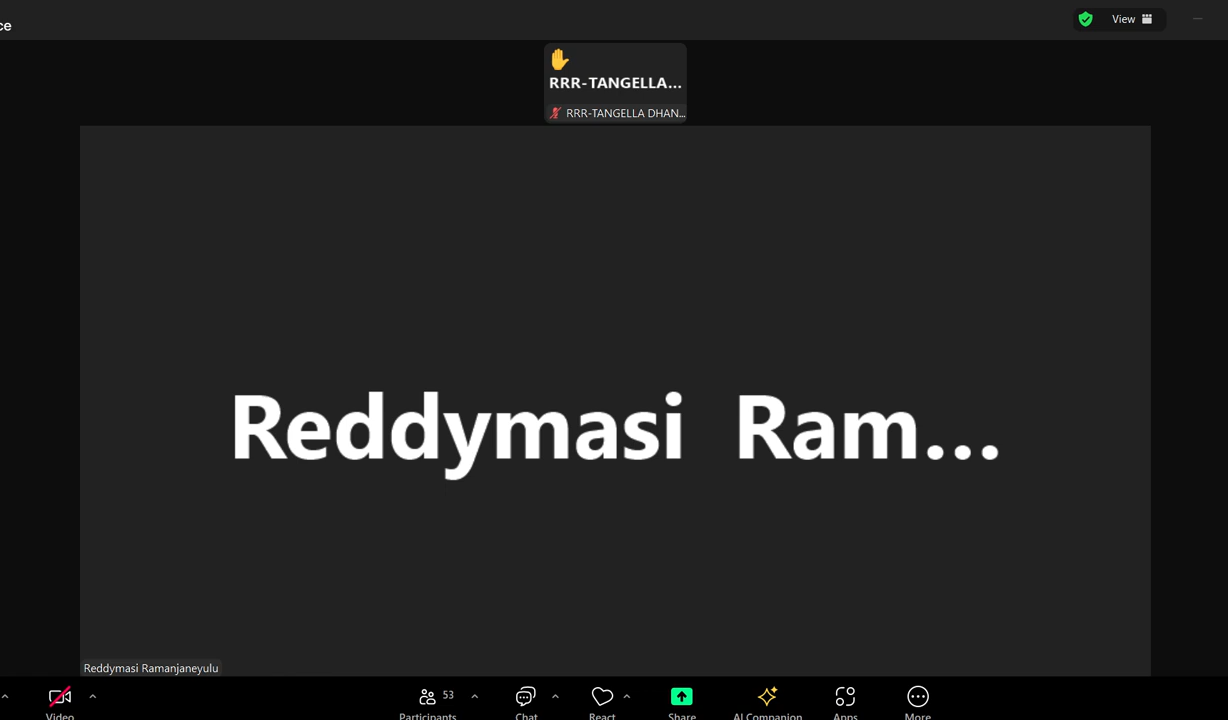 ce
View
RRR-TANGELLA...
RRR-TANGELLA DHAN...
Reddymasi Ram...
Reddymasi Ramanjaneyulu
53
Video
Participants
Chat
React
Share
AI Companion
Apps
More